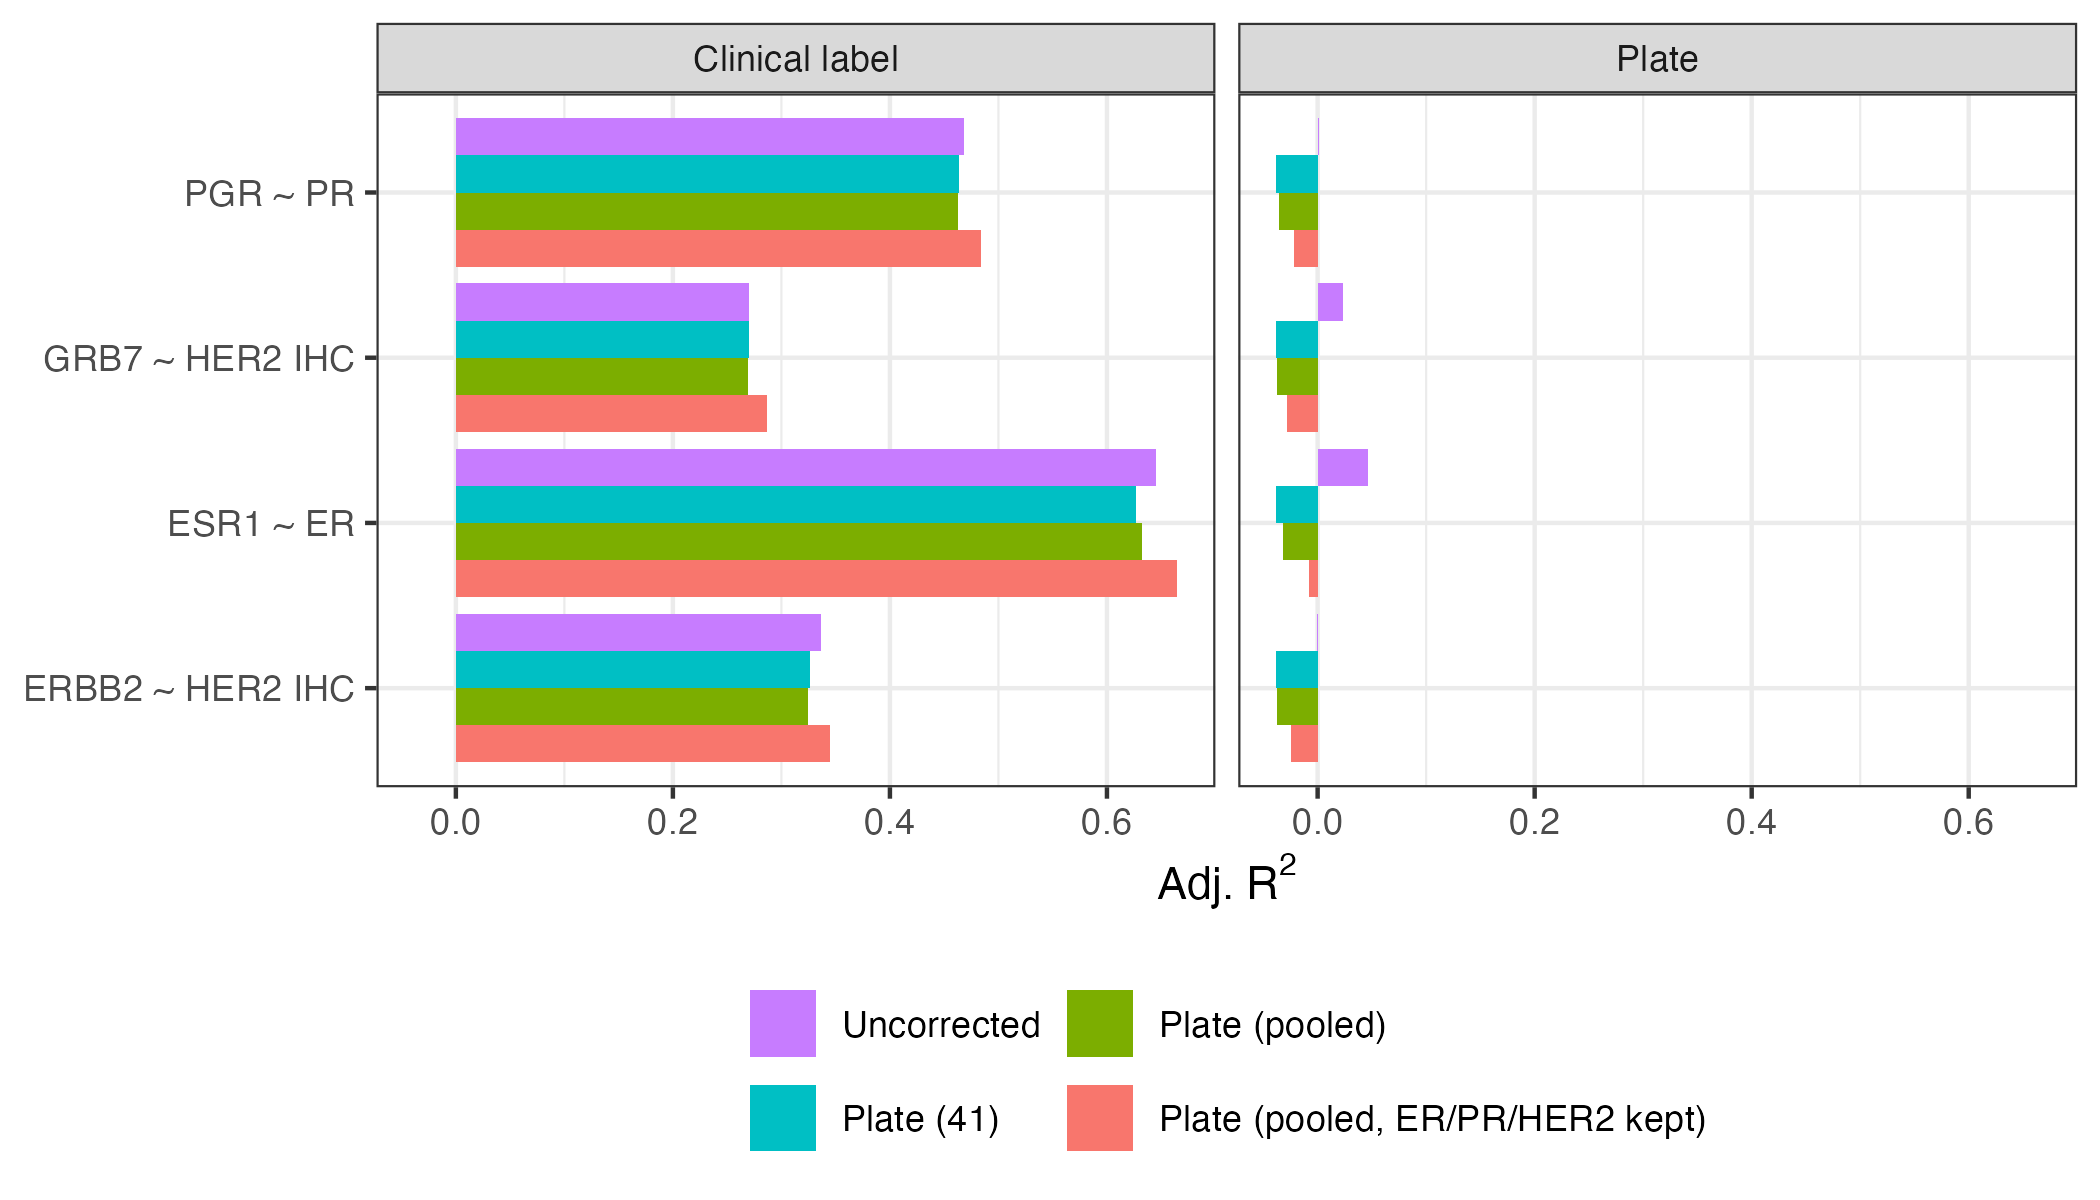 Clinical label
Plate
PGR ~ PR
GRB7 ~ HER2 IHC
ESR1 ~ ER
ERBB2 ~ HER2 IHC
0.0 0.2 0.4 0.6
0.0 0.2 0.4 0.6
Adj. R²
Uncorrected
Plate (pooled)
Plate (41)
Plate (pooled, ER/PR/HER2 kept)